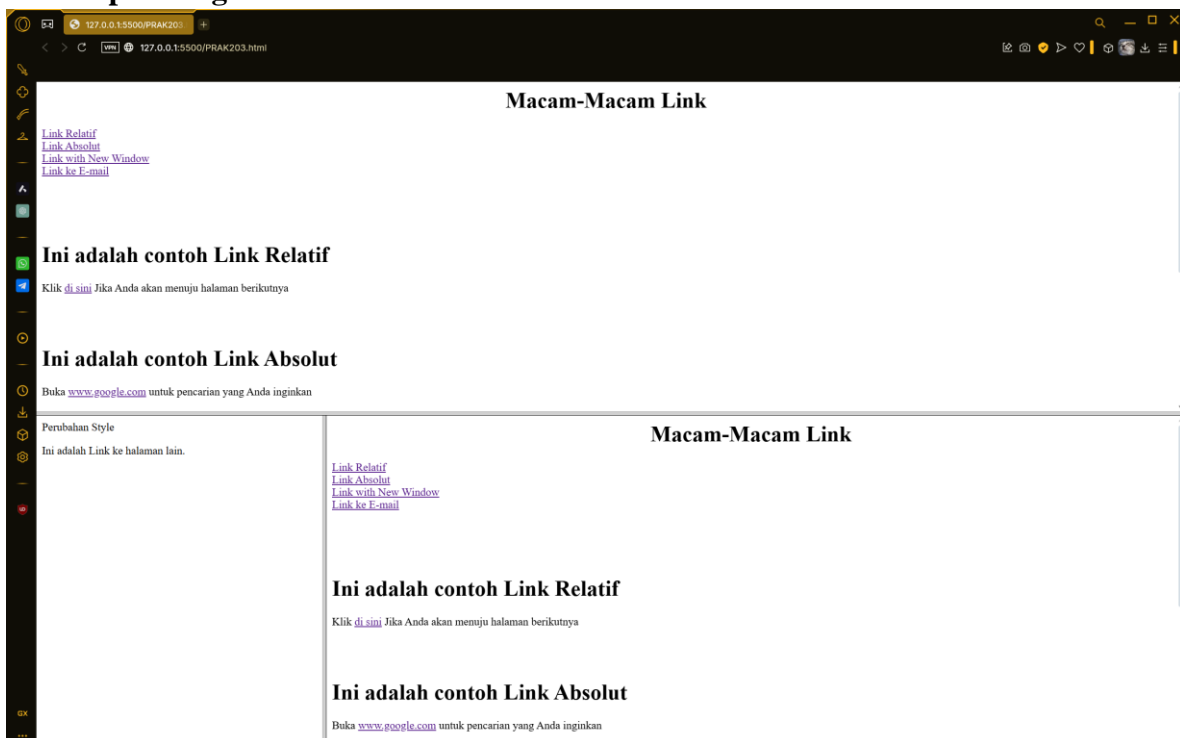 127.0.0.1:5500/PRAK203.
VPN 127.0.0.1:5500/PRAK203.html
Macam-Macam Link
Link Relatif
Link Absolut
Link with New Window
Link ke E-mail
Ini adalah contoh Link Relatif
Klik di sini Jika Anda akan menuju halaman berikutnya
Ini adalah contoh Link Absolut
Buka www.google.com untuk pencarian yang Anda inginkan
Perubahan Style
Ini adalah Link ke halaman lain.
Macam-Macam Link
Link Relatif
Link Absolut
Link with New Window
Link ke E-mail
Ini adalah contoh Link Relatif
Klik di sini Jika Anda akan menuju halaman berikutnya
Ini adalah contoh Link Absolut
Buka www.google.com untuk pencarian yang Anda inginkan
GX